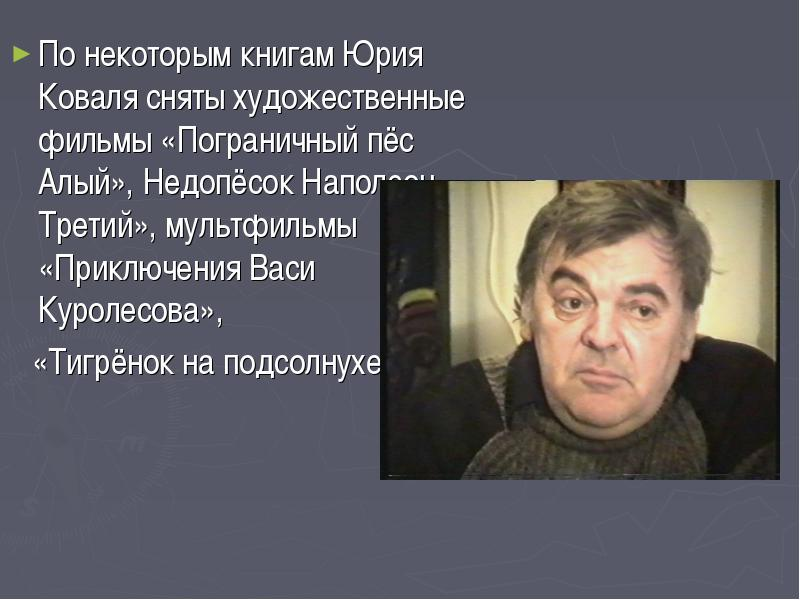 По некоторым книгам Юрия
Коваля сняты художественные
фильмы «Пограничный пёс
Алый», Недопёсок Наполеон
Третий», мультфильмы
«Приключения Васи
Куролесова»,
«Тигрёнок на подсолнухе